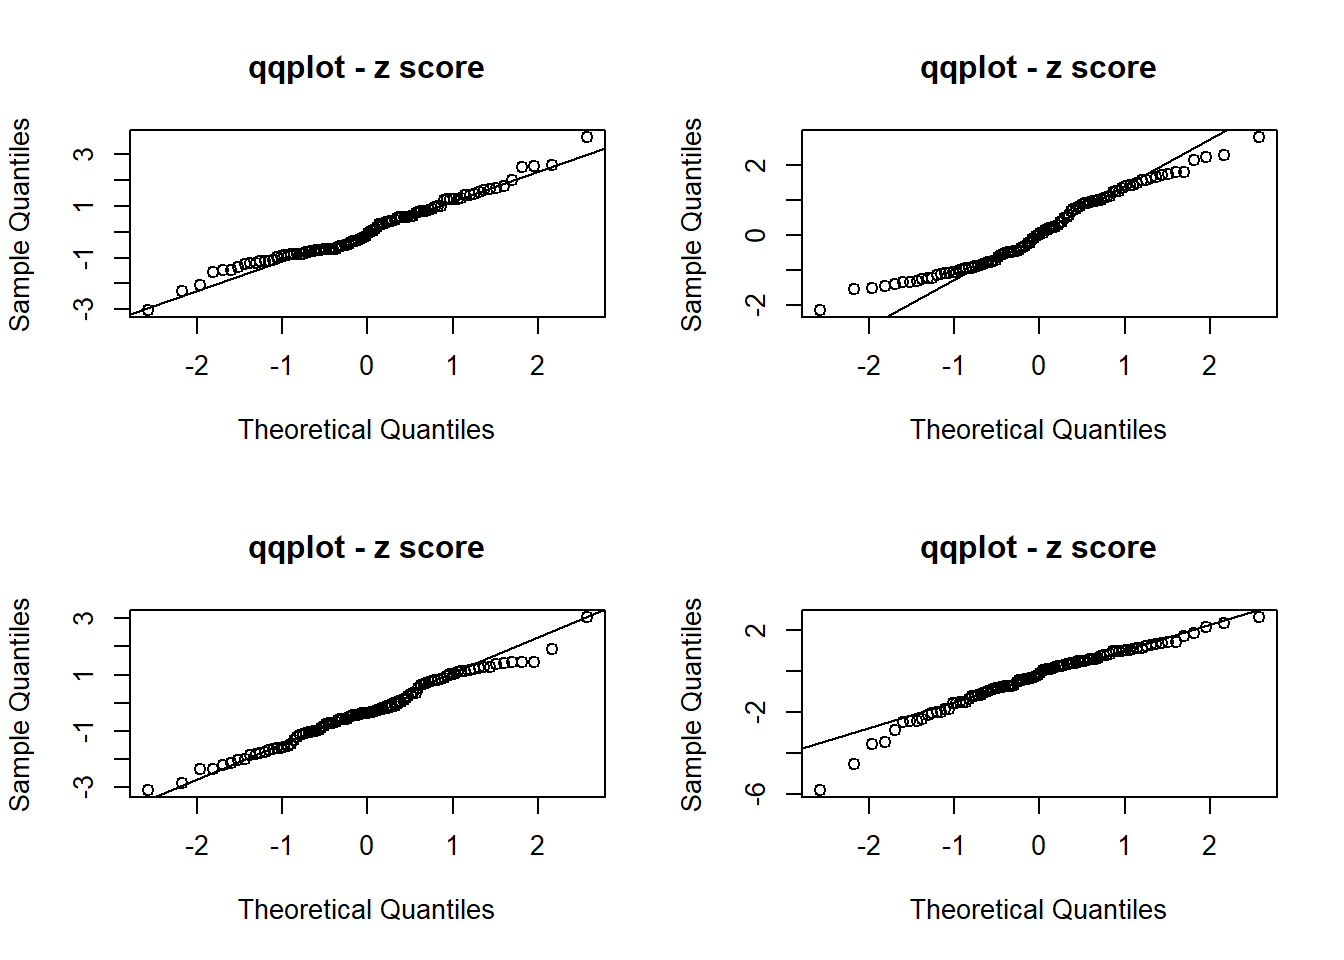 qqplot - z score
Sample Quantiles
3
1
-1
-3
-2 -1 0 1 2
Theoretical Quantiles
qqplot - z score
Sample Quantiles
2
0
-2
-2 -1 0 1 2
Theoretical Quantiles
qqplot - z score
Sample Quantiles
3
1
-1
-3
-2 -1 0 1 2
Theoretical Quantiles
qqplot - z score
Sample Quantiles
2
-2
-6
-2 -1 0 1 2
Theoretical Quantiles